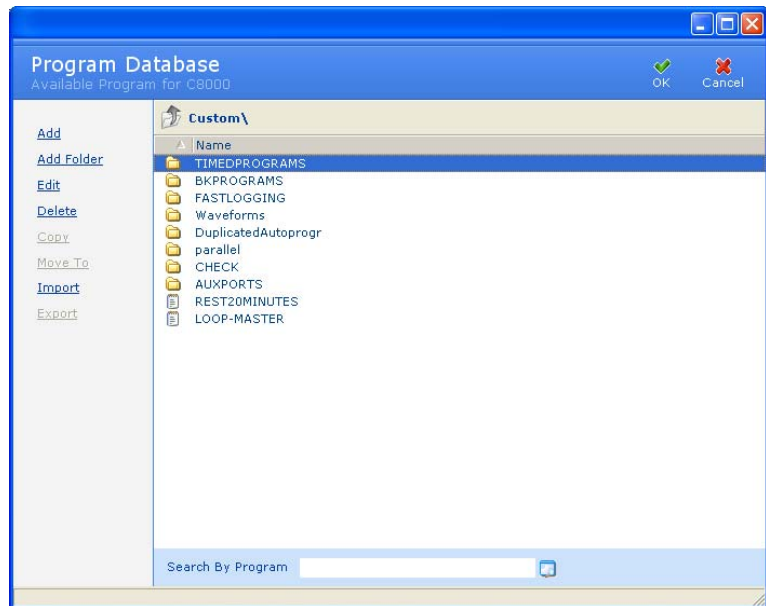 Program Database
Available Program for C8000
OK
Cancel
Add
Add Folder
Edit
Delete
Copy
Move To
Import
Export
Custom\
Name
TIMEDPROGRAMS
BKPROGRAMS
FASTLOGGING
Waveforms
DuplicatedAutoprogr
parallel
CHECK
AUXPORTS
REST20MINUTES
LOOP-MASTER
Search By Program